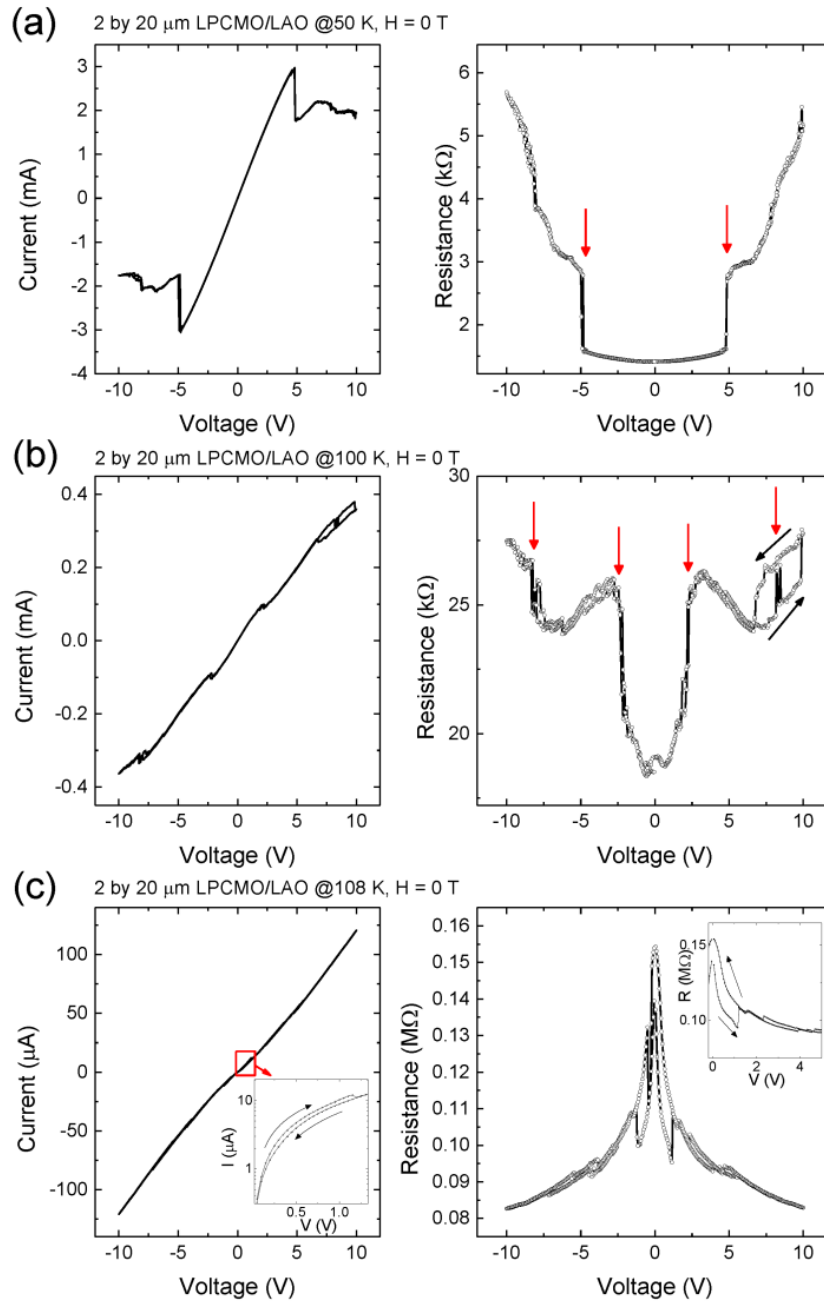 (a) 2 by 20 μm LPCMO/LAO @50 K, H = 0 T
Current (mA)
3
2
1
0
-1
-2
-3
-4
-10 -5 0 5 10
Voltage (V)
Resistance (kΩ)
6
5
4
3
2
1
-10 -5 0 5 10
Voltage (V)
(b) 2 by 20 μm LPCMO/LAO @100 K, H = 0 T
Current (mA)
0.4
0.2
0.0
-0.2
-0.4
-10 -5 0 5 10
Voltage (V)
Resistance (kΩ)
30
25
20
-10 -5 0 5 10
Voltage (V)
(c) 2 by 20 μm LPCMO/LAO @108 K, H = 0 T
Current (μA)
100
50
0
-50
-100
-10 -5 0 5 10
Voltage (V)
I (μA)
10
1
0.5 1.0
V (V)
Resistance (MΩ)
0.16
0.15
0.14
0.13
0.12
0.11
0.10
0.09
0.08
-10 -5 0 5 10
Voltage (V)
R (MΩ)
0.15
0.10
0 2 4
V (V)